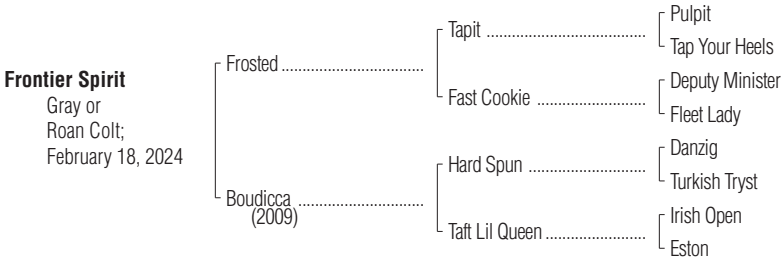 Frontier Spirit
Gray or
Roan Colt;
February 18, 2024
Frosted
Boudicca
(2009)
Tapit
Fast Cookie
Hard Spun
Taft Lil Queen
Pulpit
Tap Your Heels
Deputy Minister
Fleet Lady
Danzig
Turkish Tryst
Irish Open
Eston